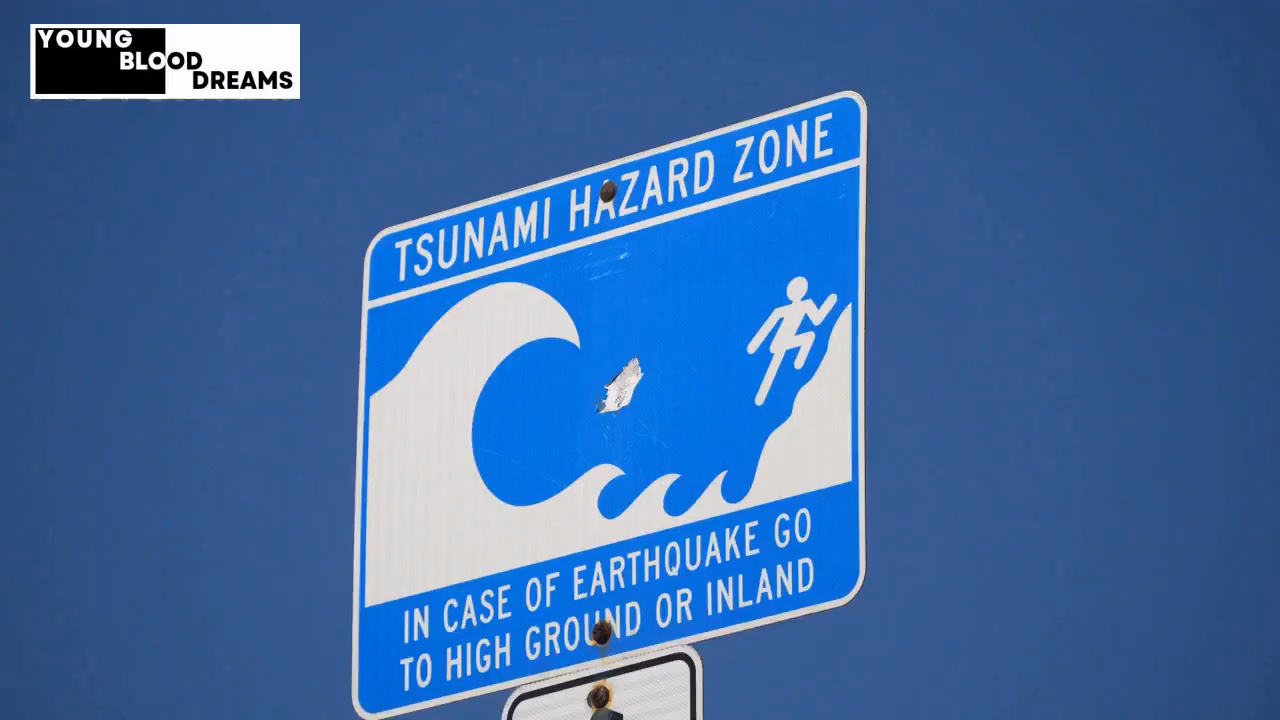 YOUNG
BLOOD
DREAMS
TSUNAMI HAZARD ZONE
IN CASE OF EARTHQUAKE GO
TO HIGH GROUND OR INLAND